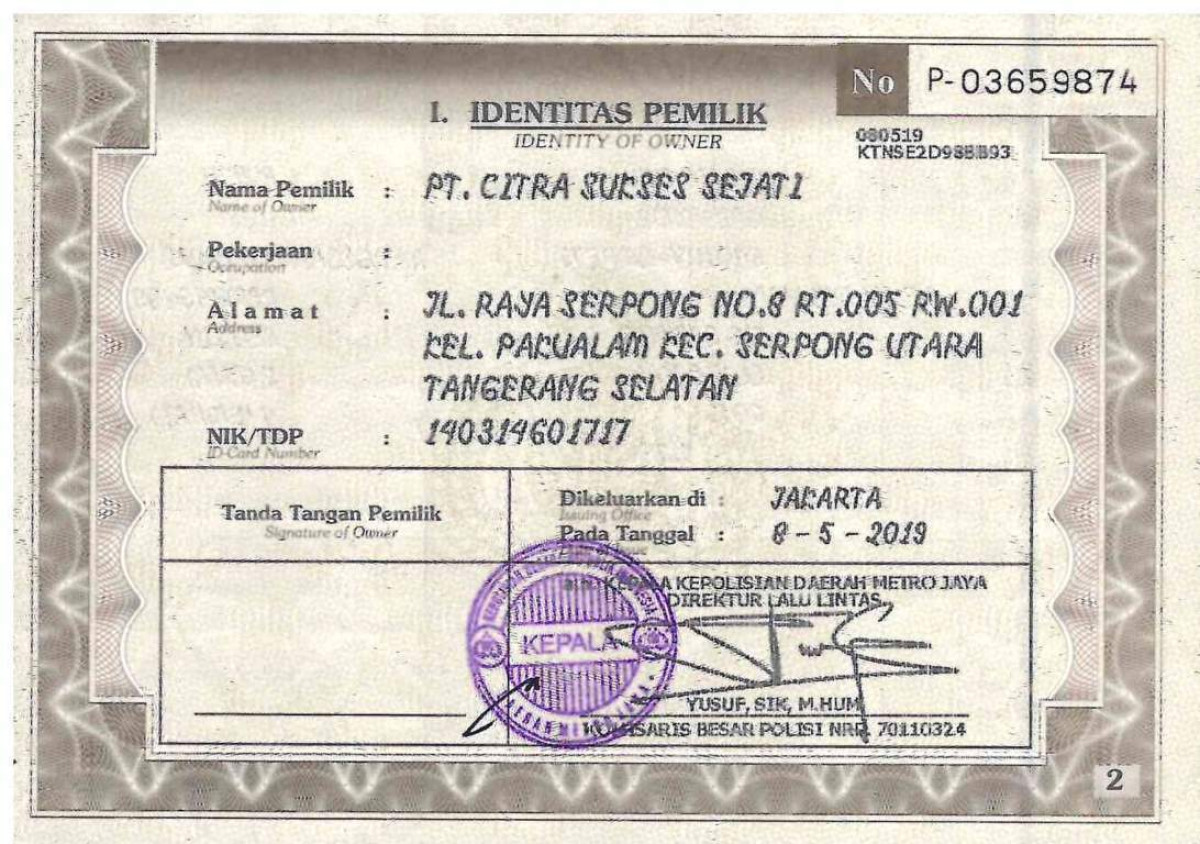 No P-03659874
I. IDENTITAS PEMILIK
IDENTITY OF OWNER
080519
KTNSE2D98BB93
Nama Pemilik : PT. CITRA SUKSES SEJATI
Name of Owner
Pekerjaan :
Occupation
Alamat : JL. RAYA SERPONG NO.8 RT.005 RW.001
Address
KEL. PAKUALAM KEC. SERPONG UTARA
TANGERANG SELATAN
NIK/TDP : 140314601717
ID-Card Number
Tanda Tangan Pemilik
Signature of Owner
Dikeluarkan di : JAKARTA
Issuing Office
Pada Tanggal : 8 - 5 - 2019
KEPALA KEPOLISIAN DAERAH METRO JAYA
DIREKTUR LALU LINTAS
KEPALA
YUSUF, SIK, M.HUM
KOMISARIS BESAR POLISI NRP. 70110324
2